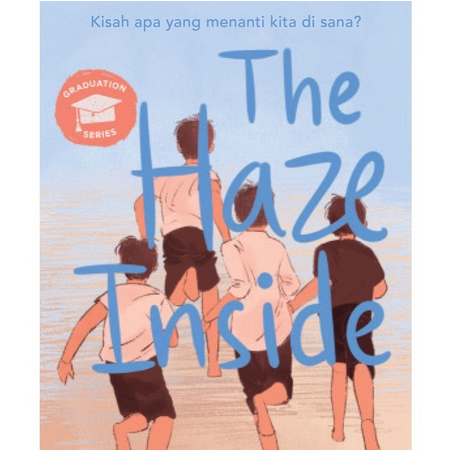 Kisah apa yang menanti kita di sana?
GRADUATION
SERIES
The
Haze
Inside